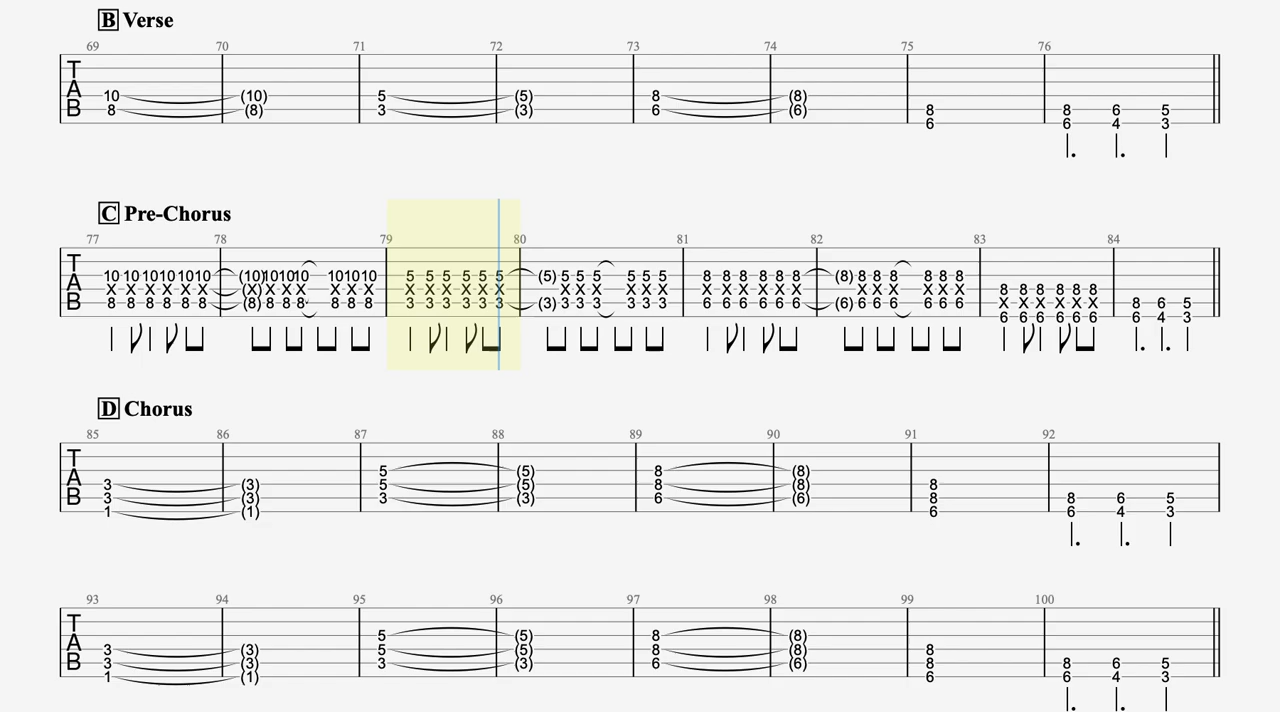 B Verse
69 70 71 72 73 74 75 76
T
A 10 (10) 5 (5) 8 (8)
B 8 (8) 3 (3) 6 (6) 8 8 6 5
6 6 4 3
C Pre-Chorus
77 78 79 80 81 82 83 84
T
A 10 10 10 10 10 10 (10) 10 10 10 10 10 10 5 5 5 5 5 5 (5) 5 5 5 5 5 5 8 8 8 8 8 8 (8) 8 8 8 8 8 8
X X X X X X (X) X X X X X X X X X X X X X X X X X X X X X X X X X X X X X X 8 8 8 8 8 8
B 8 8 8 8 8 8 (8) 8 8 8 8 8 8 3 3 3 3 3 3 (3) 3 3 3 3 3 3 6 6 6 6 6 6 (6) 6 6 6 6 6 6 X X X X X X 8 6 5
6 6 6 6 6 6 6 4 3
D Chorus
85 86 87 88 89 90 91 92
T
5 (5) 8 (8)
A 3 (3) 5 (5) 8 (8) 8
B 3 (3) 3 (3) 6 (6) 8 8 6 5
1 (1) 6 6 4 3
93 94 95 96 97 98 99 100
T
5 (5) 8 (8)
A 3 (3) 5 (5) 8 (8) 8
B 3 (3) 3 (3) 6 (6) 8 8 6 5
1 (1) 6 6 4 3